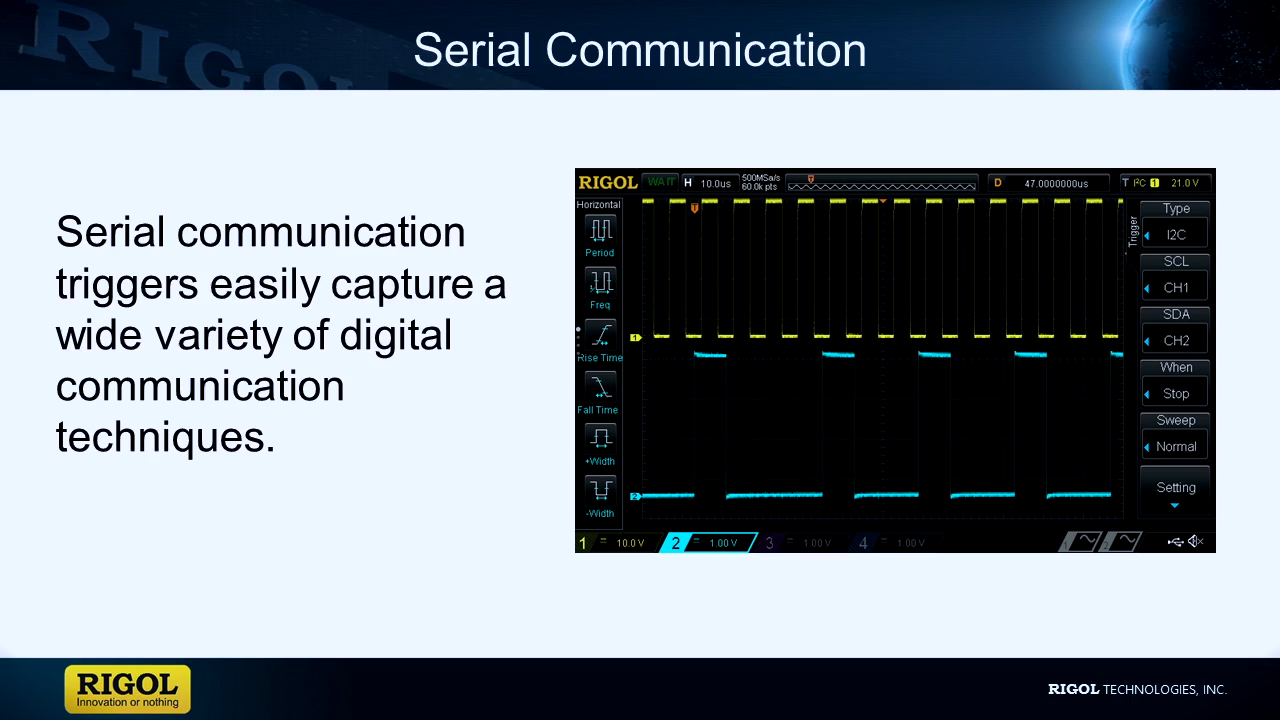 RIGOL
Serial Communication
Serial communication
triggers easily capture a
wide variety of digital
communication
techniques.
RIGOL WAIT H 10.0us 500MSa/s
60.0k pts
T
D 47.0000000us T I²C 1 21.0 V
Horizontal
Period
Freq
Rise Time
Fall Time
+Width
-Width
T
1
2
Trigger
Type
I2C
SCL
CH1
SDA
CH2
When
Stop
Sweep
Normal
Setting
1 = 10.0 V 2 = 1.00 V 3 = 1.00 V 4 = 1.00 V
RIGOL
Innovation or nothing
RIGOL TECHNOLOGIES, INC.